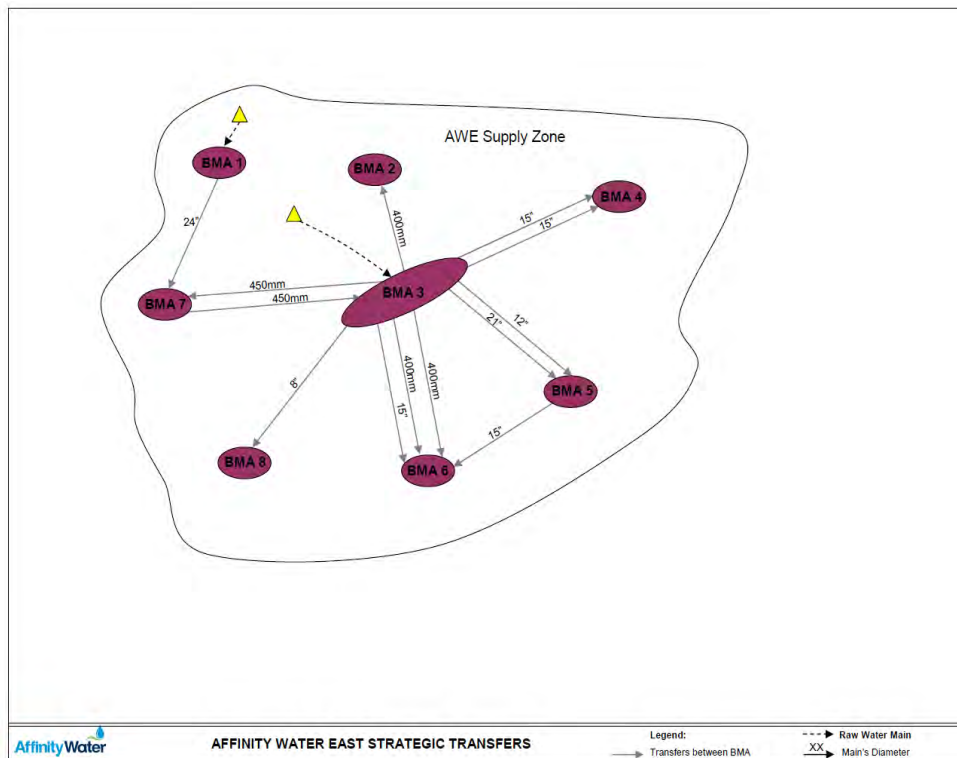 AWE Supply Zone
BMA 1
BMA 2
BMA 4
24"
400mm
15"
15"
450mm
450mm
BMA 7
BMA 3
21"
12"
8"
15"
400mm
400mm
BMA 5
15"
BMA 8
BMA 6
AffinityWater
AFFINITY WATER EAST STRATEGIC TRANSFERS
Legend:
Transfers between BMA
Raw Water Main
XX
Main's Diameter